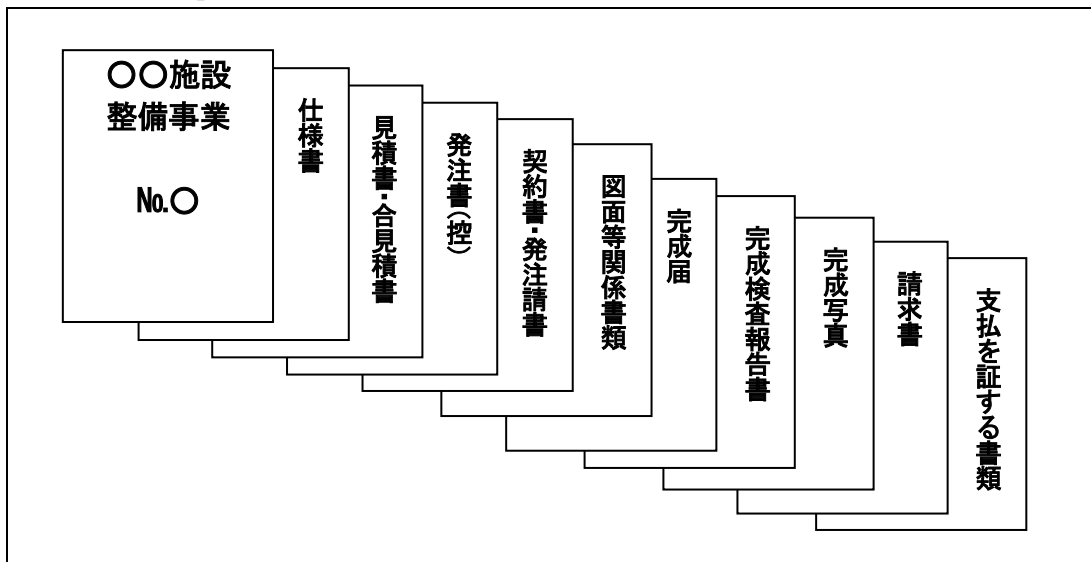 〇〇施設
整備事業
№〇
仕様書
見積書・合見積書
発注書(控)
契約書・発注請書
図面等関係書類
完成届
完成検査報告書
完成写真
請求書
支払を証する書類